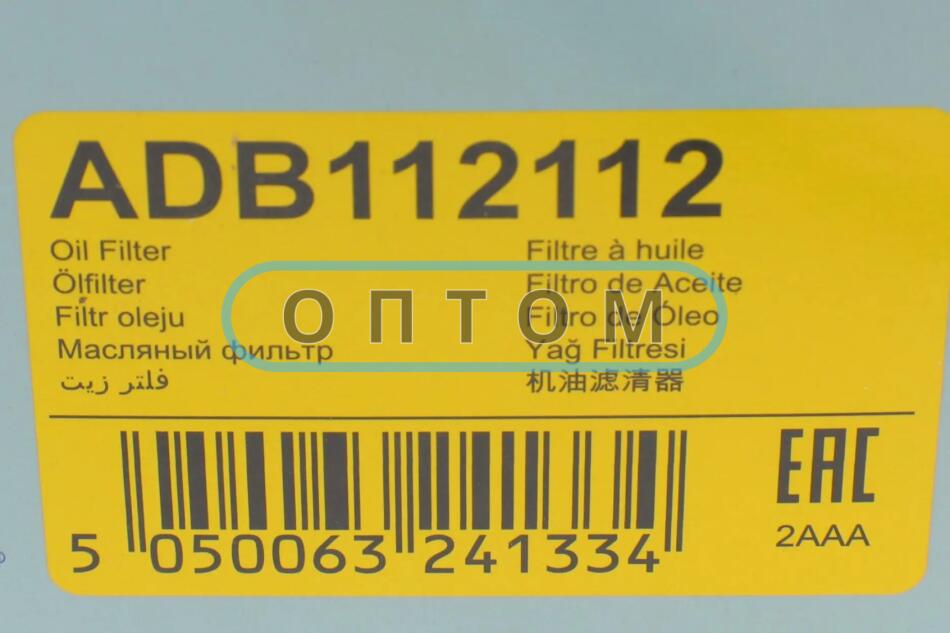 ADB112112
Oil Filter
Ölfilter
Filtr oleju
Масляный фильтр
فلتر زيت
Filtre à huile
Filtro de Aceite
Filtro de Óleo
Yağ Filtresi
机油滤清器
ОПТОМ
5 050063 241334
EAC
2AAA